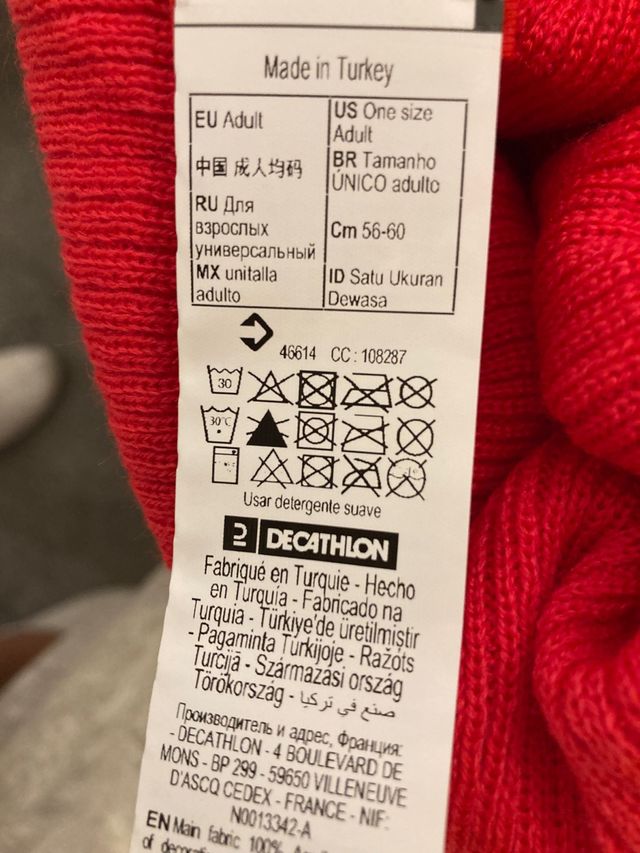 Made in Turkey
EU Adult
US One size
Adult
中国 成人均码
BR Tamanho
ÚNICO adulto
RU Для
взрослых
универсальный
Cm 56-60
MX unitalla
adulto
ID Satu Ukuran
Dewasa
46614 CC : 108287
30
30°C
Usar detergente suave
DECATHLON
Fabriqué en Turquie - Hecho
en Turquía - Fabricado na
Turquia - Türkiye'de üretilmiştir
- Pagaminta Turkijoje - Ražots
Turcijā - Származási ország
Törökország - صنع في تركيا
Производитель и адрес, Франция:
- DECATHLON - 4 BOULEVARD DE
MONS - BP 299 - 59650 VILLENEUVE
D'ASCQ CEDEX - FRANCE - NIF:
N0013342-A
EN Main fabric 100%
of